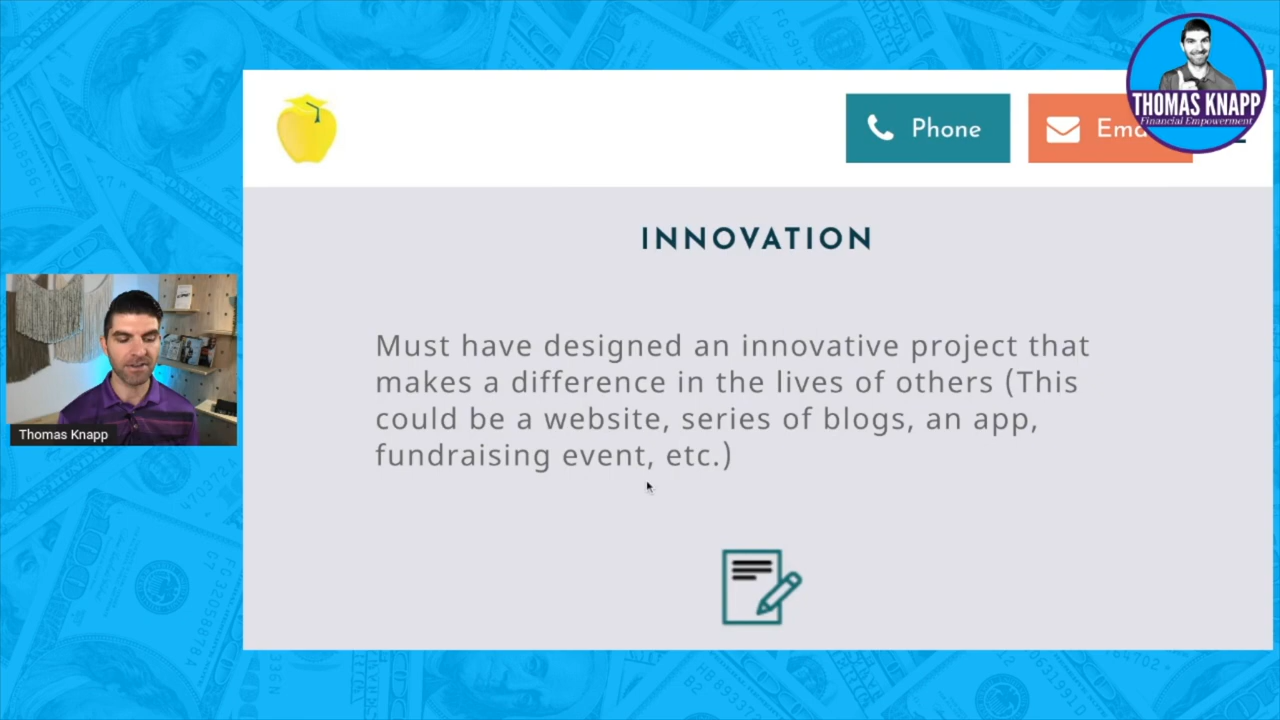 THOMAS KNAPP
Financial Empowerment
Phone
Ema
INNOVATION
Must have designed an innovative project that
makes a difference in the lives of others (This
could be a website, series of blogs, an app,
fundraising event, etc.)
Thomas Knapp